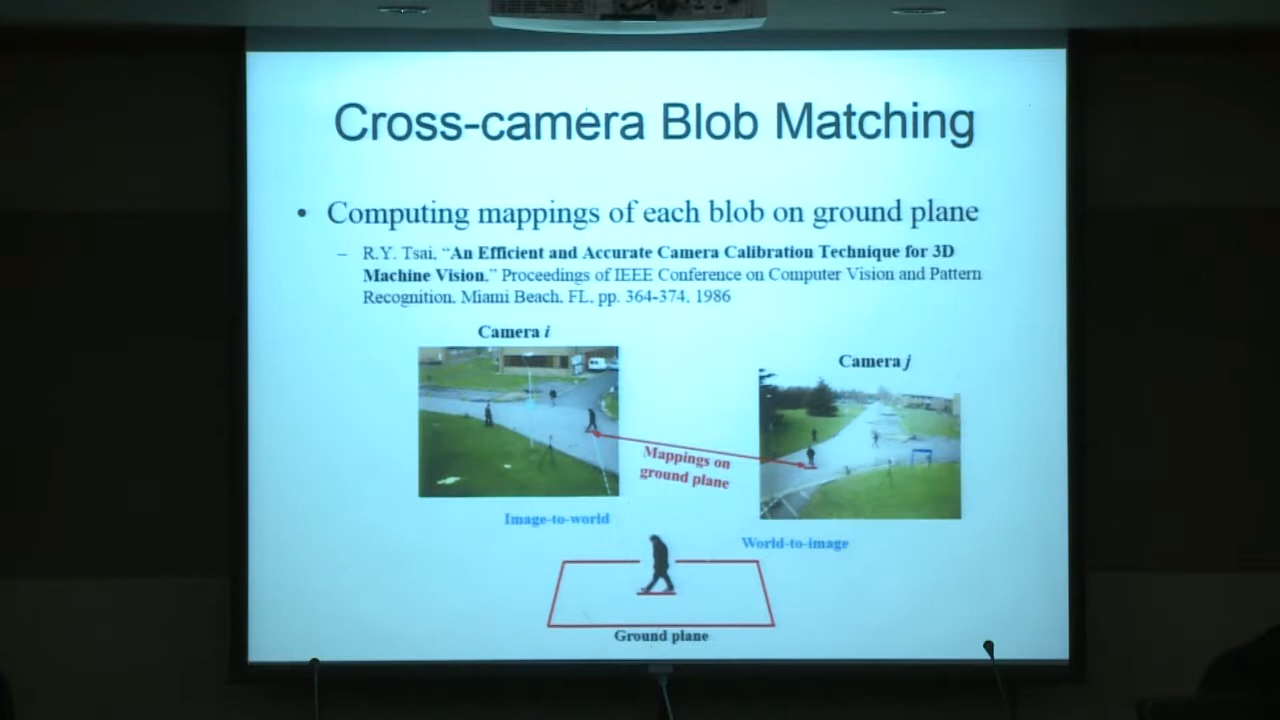 Cross-camera Blob Matching
• Computing mappings of each blob on ground plane
– R.Y. Tsai, "An Efficient and Accurate Camera Calibration Technique for 3D
Machine Vision," Proceedings of IEEE Conference on Computer Vision and Pattern
Recognition, Miami Beach, FL, pp. 364-374, 1986
Camera i
Camera j
Mappings on
ground plane
Image-to-world
World-to-image
Ground plane